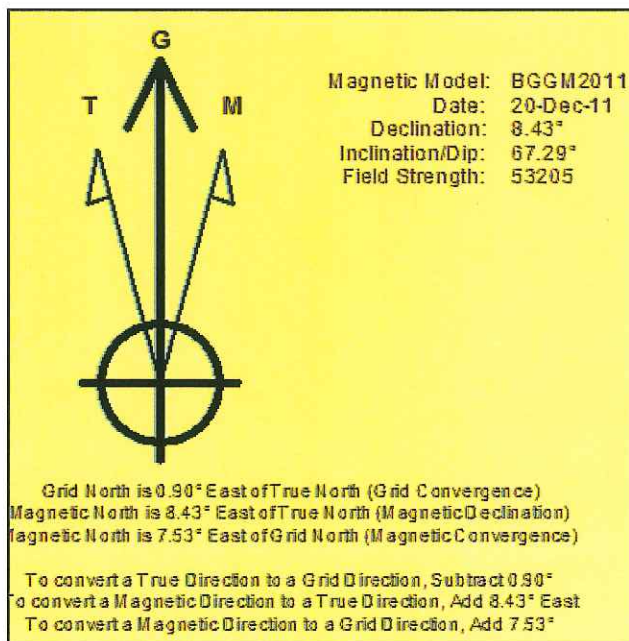 G
T M
Magnetic Model: BGGM2011
Date: 20-Dec-11
Declination: 8.43°
Inclination/Dip: 67.29°
Field Strength: 53205
Grid North is 0.90° East of True North (Grid Convergence)
Magnetic North is 8.43° East of True North (Magnetic Declination)
Magnetic North is 7.53° East of Grid North (Magnetic Convergence)
To convert a True Direction to a Grid Direction, Subtract 0.90°
To convert a Magnetic Direction to a True Direction, Add 8.43° East
To convert a Magnetic Direction to a Grid Direction, Add 7.53°